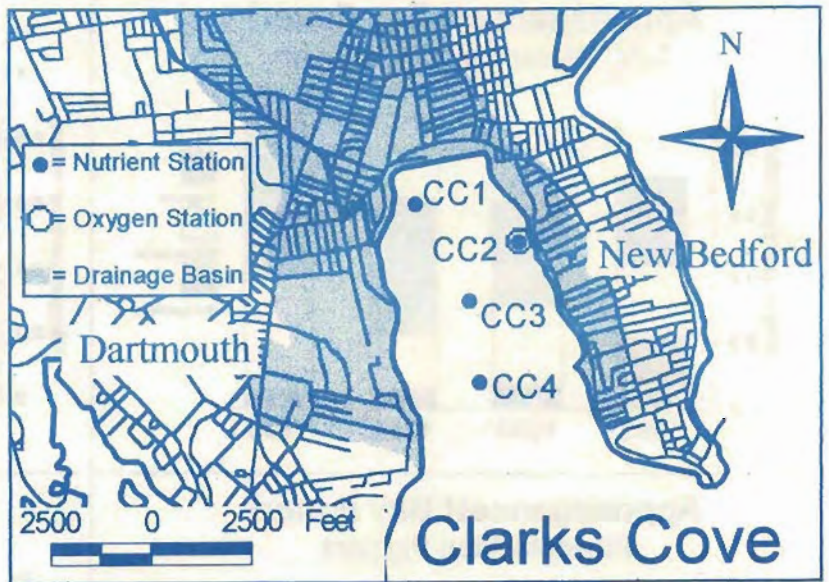 N
= Nutrient Station
= Oxygen Station
= Drainage Basin
CC1
CC2
New Bedford
CC3
Dartmouth
CC4
2500 0 2500 Feet
Clarks Cove